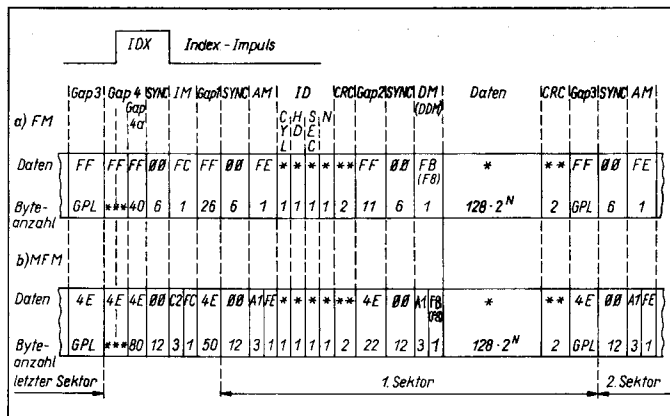 IDX Index-Impuls
Gap3 Gap 4 SYNC IM Gap1 SYNC AM ID CRC Gap2 SYNC DM Daten CRC Gap3 SYNC AM
Gap 4a (DDM)
a) FM CYL HD SEC N
Daten FF FF FF 00 FC FF 00 FE * * * * ** FF 00 FB (F8) * ** FF 00 FE
Byte- GPL *** 40 6 1 26 6 1 1 1 1 1 2 11 6 1 128·2ᴺ 2 GPL 6 1
anzahl
b) MFM
Daten 4E 4E 4E 00 C2 FC 4E 00 A1 FE * * * * ** 4E 00 A1 FB (F8) * ** 4E 00 A1 FE
Byte- GPL *** 80 12 3 1 50 12 3 1 1 1 1 1 2 22 12 3 1 128·2ᴺ 2 GPL 12 3 1
anzahl
letzter Sektor 1. Sektor 2. Sektor